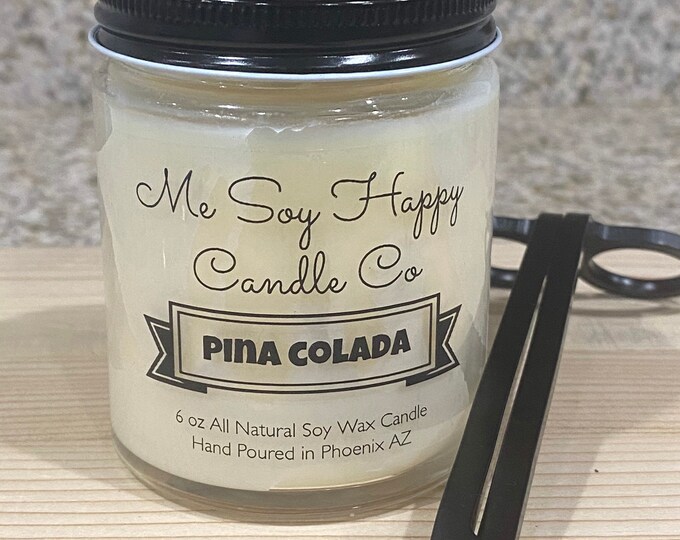 Me Soy Happy
Candle Co
PINA COLADA
6 oz All Natural Soy Wax Candle
Hand Poured in Phoenix AZ